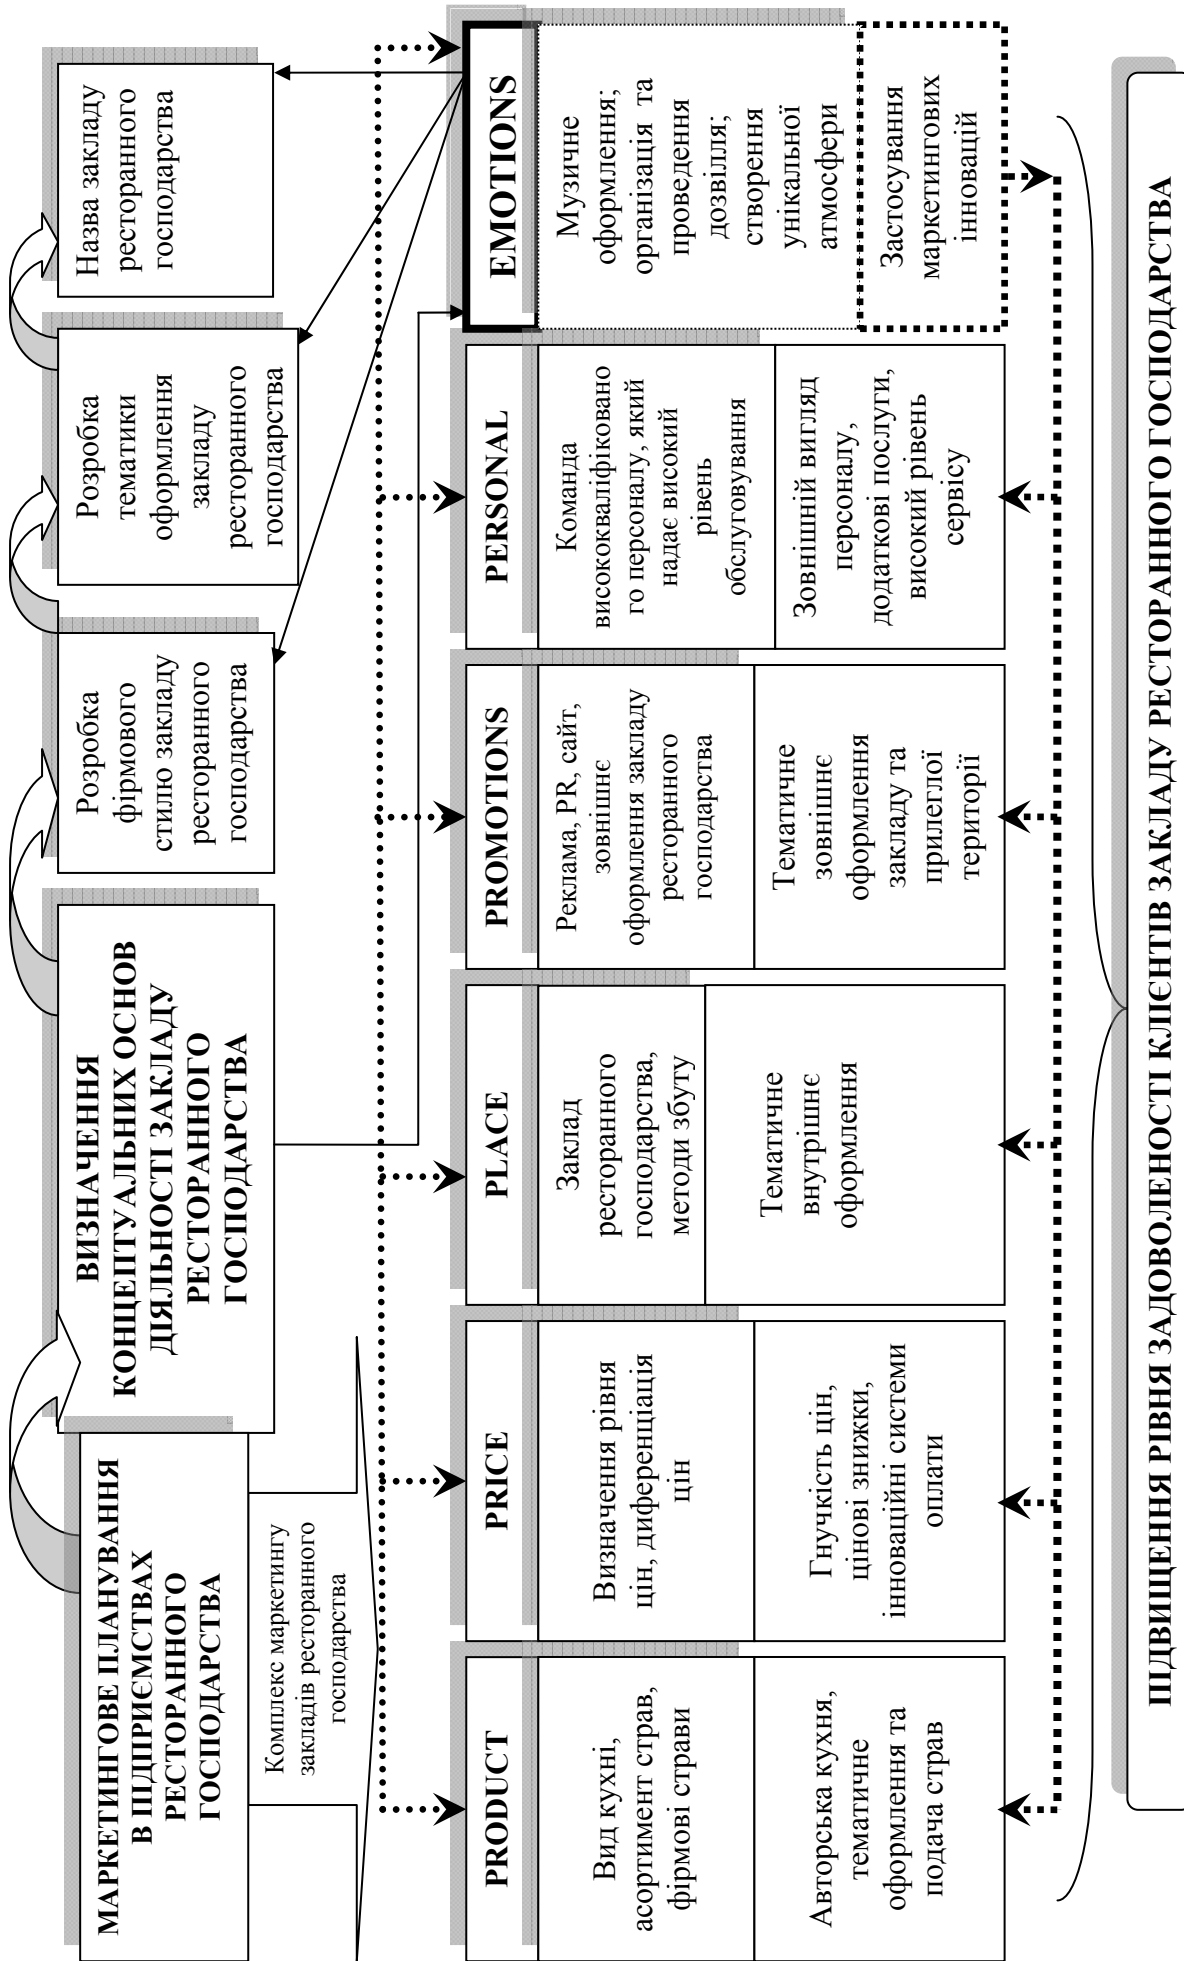 МАРКЕТИНГОВЕ ПЛАНУВАННЯ
В ПІДПРИЄМСТВАХ
РЕСТОРАННОГО
ГОСПОДАРСТВА
ВИЗНАЧЕННЯ
КОНЦЕПТУАЛЬНИХ ОСНОВ
ДІЯЛЬНОСТІ ЗАКЛАДУ
РЕСТОРАННОГО
ГОСПОДАРСТВА
Розробка
фірмового
стилю закладу
ресторанного
господарства
Розробка
тематики
оформлення
закладу
ресторанного
господарства
Назва закладу
ресторанного
господарства
Комплекс маркетингу
закладів ресторанного
господарства
PRODUCT
Вид кухні,
асортимент страв,
фірмові страви
Авторська кухня,
тематичне
оформлення та
подача страв
PRICE
Визначення рівня
цін, диференціація
цін
Гнучкість цін,
цінові знижки,
інноваційні системи
оплати
PLACE
Заклад
ресторанного
господарства,
методи збуту
Тематичне
внутрішнє
оформлення
PROMOTIONS
Реклама, PR, сайт,
зовнішнє
оформлення закладу
ресторанного
господарства
Тематичне
зовнішнє
оформлення
закладу та
прилеглої
території
PERSONAL
Команда
висококваліфіковано
го персоналу, який
надає високий
рівень
обслуговування
Зовнішній вигляд
персоналу,
додаткові послуги,
високий рівень
сервісу
EMOTIONS
Музичне
оформлення;
організація та
проведення
дозвілля;
створення
унікальної
атмосфери
Застосування
маркетингових
інновацій
ПІДВИЩЕННЯ РІВНЯ ЗАДОВОЛЕНОСТІ КЛІЄНТІВ ЗАКЛАДУ РЕСТОРАННОГО ГОСПОДАРСТВА